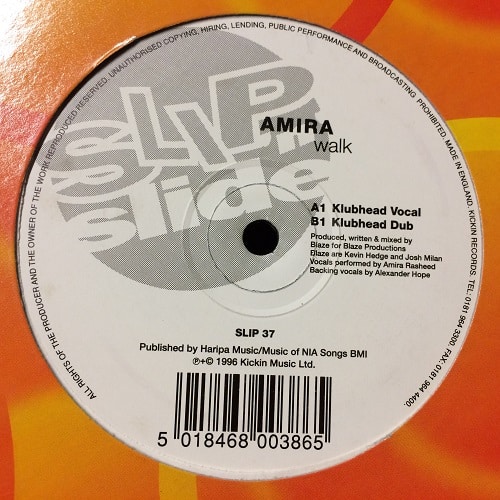 ALL RIGHTS OF THE PRODUCER AND THE OWNER OF THE WORK REPRODUCED RESERVED. UNAUTHORISED COPYING, HIRING, LENDING, PUBLIC PERFORMANCE AND BROADCASTING PROHIBITED. MADE IN ENGLAND. KICKIN RECORDS. TEL: 0181 964 3300. FAX: 0181 964 4400.
SLIP 'n'
slide
AMIRA
walk
A1 Klubhead Vocal
B1 Klubhead Dub
Produced, written & mixed by
Blaze for Blaze Productions
Blaze are Kevin Hedge and Josh Milan
Vocals performed by Amira Rasheed
Backing vocals by Alexander Hope
SLIP 37
Published by Haripa Music/Music of NIA Songs BMI
℗+© 1996 Kickin Music Ltd.
5 018468 003865